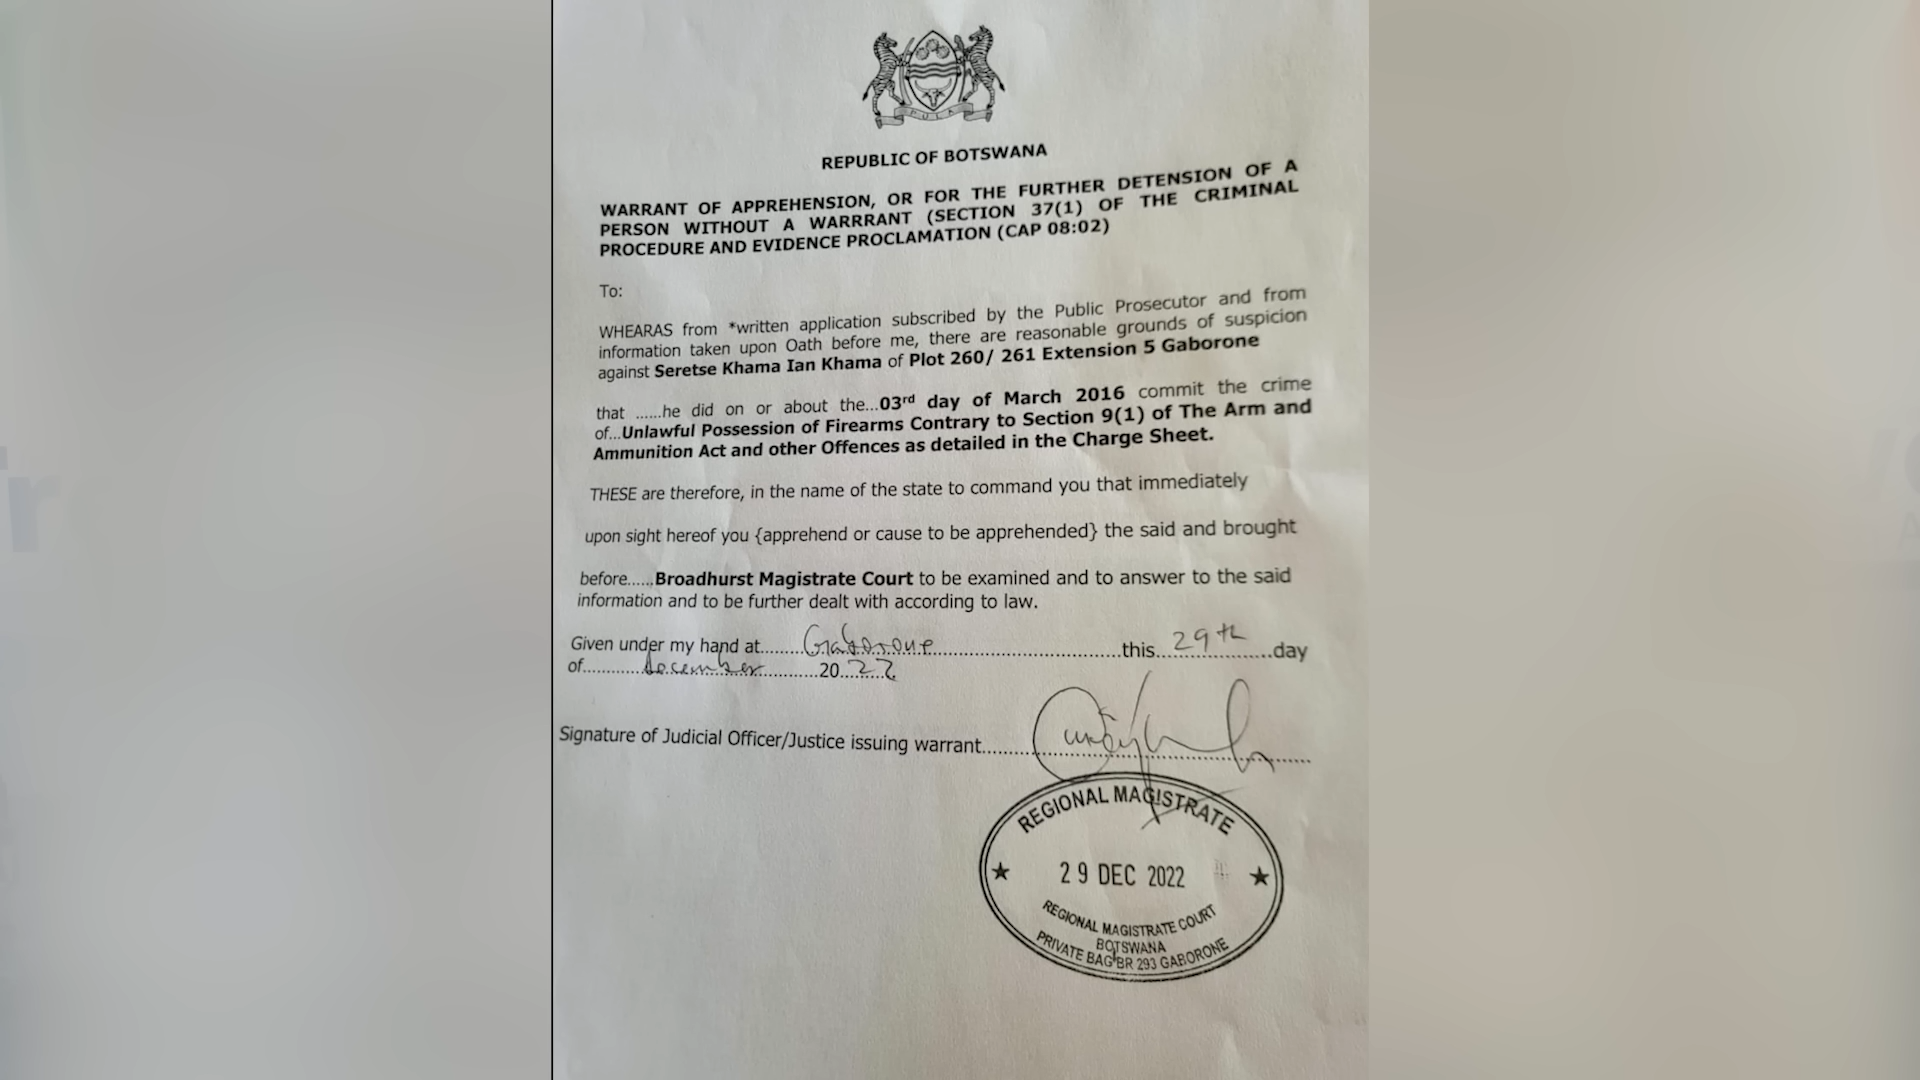 PULA
REPUBLIC OF BOTSWANA
WARRANT OF APPREHENSION, OR FOR THE FURTHER DETENSION OF A
PERSON WITHOUT A WARRRANT (SECTION 37(1) OF THE CRIMINAL
PROCEDURE AND EVIDENCE PROCLAMATION (CAP 08:02)
To:
WHEARAS from *written application subscribed by the Public Prosecutor and from
information taken upon Oath before me, there are reasonable grounds of suspicion
against Seretse Khama Ian Khama of Plot 260/ 261 Extension 5 Gaborone
that ......he did on or about the...03rd day of March 2016 commit the crime
of...Unlawful Possession of Firearms Contrary to Section 9(1) of The Arm and
Ammunition Act and other Offences as detailed in the Charge Sheet.
THESE are therefore, in the name of the state to command you that immediately
upon sight hereof you {apprehend or cause to be apprehended} the said and brought
before......Broadhurst Magistrate Court to be examined and to answer to the said
information and to be further dealt with according to law.
Given under my hand at.........Gaborone......................................this...29th...............day
of............december............2022
Signature of Judicial Officer/Justice issuing warrant...........
REGIONAL MAGISTRATE
★ 29 DEC 2022 ★
REGIONAL MAGISTRATE COURT
BOTSWANA
PRIVATE BAG BR 293 GABORONE